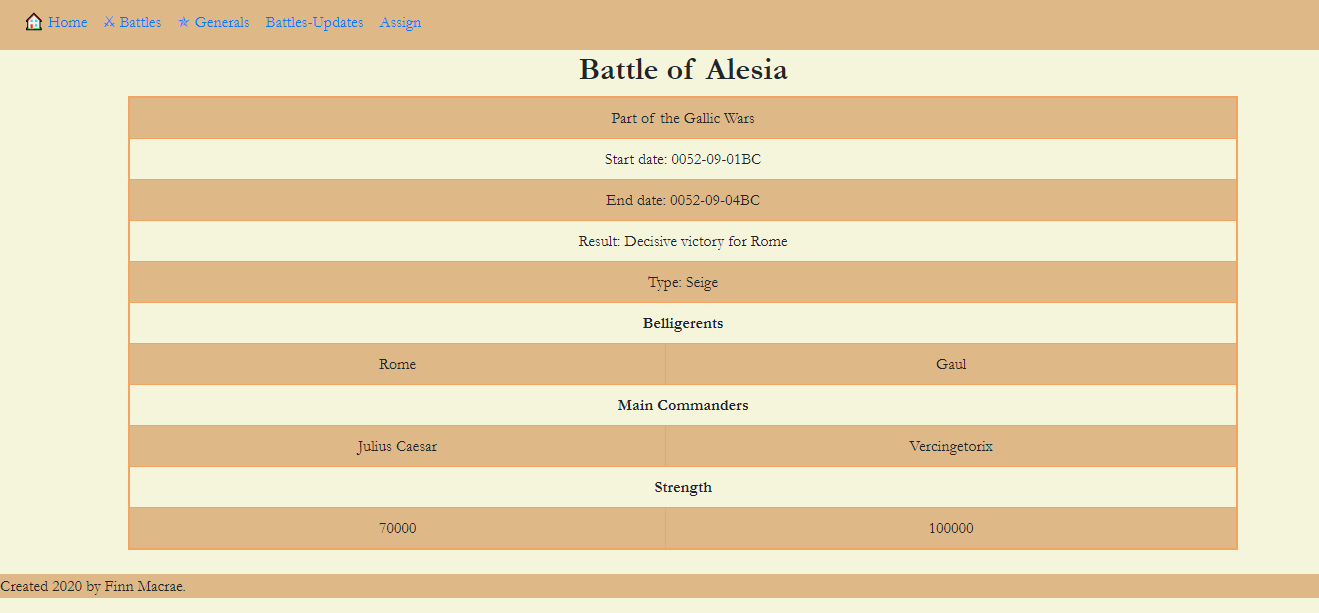 Home Battles Generals Battles-Updates Assign
Battle of Alesia
Part of the Gallic Wars
Start date: 0052-09-01BC
End date: 0052-09-04BC
Result: Decisive victory for Rome
Type: Seige
Belligerents
Rome Gaul
Main Commanders
Julius Caesar Vercingetorix
Strength
70000 100000
Created 2020 by Finn Macrae.